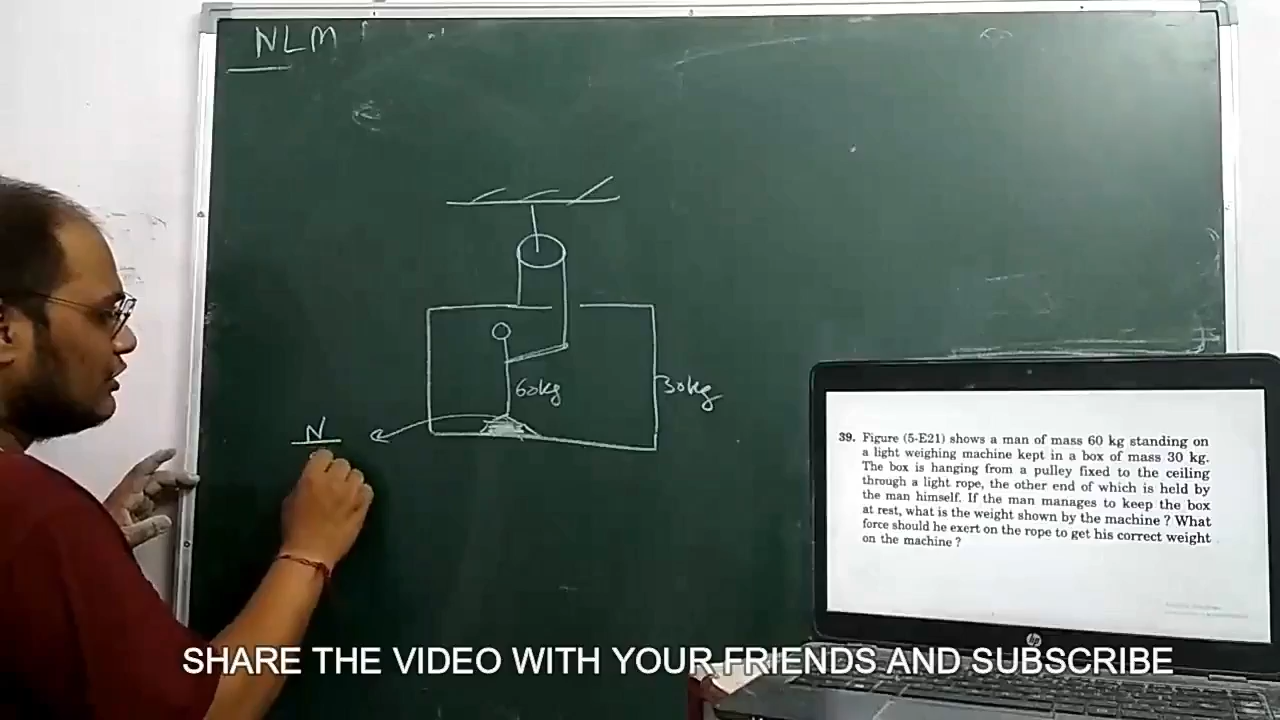 NLM
60kg
30kg
N
39. Figure (5-E21) shows a man of mass 60 kg standing on
a light weighing machine kept in a box of mass 30 kg.
The box is hanging from a pulley fixed to the ceiling
through a light rope, the other end of which is held by
the man himself. If the man manages to keep the box
at rest, what is the weight shown by the machine ? What
force should he exert on the rope to get his correct weight
on the machine ?
hp
SHARE THE VIDEO WITH YOUR FRIENDS AND SUBSCRIBE